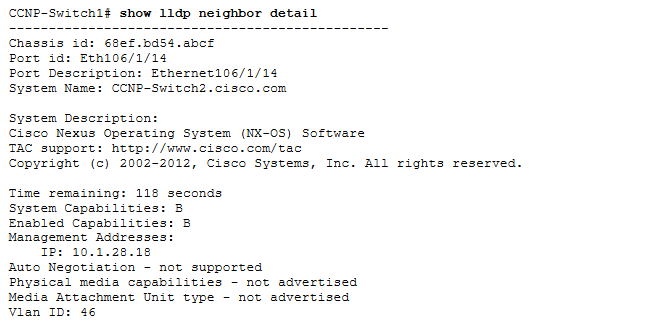 CCNP-Switch1# show lldp neighbor detail
------------------------------------------------
Chassis id: 68ef.bd54.abcf
Port id: Eth106/1/14
Port Description: Ethernet106/1/14
System Name: CCNP-Switch2.cisco.com
System Description:
Cisco Nexus Operating System (NX-OS) Software
TAC support: http://www.cisco.com/tac
Copyright (c) 2002-2012, Cisco Systems, Inc. All rights reserved.
Time remaining: 118 seconds
System Capabilities: B
Enabled Capabilities: B
Management Addresses:
    IP: 10.1.28.18
Auto Negotiation - not supported
Physical media capabilities - not advertised
Media Attachment Unit type - not advertised
Vlan ID: 46